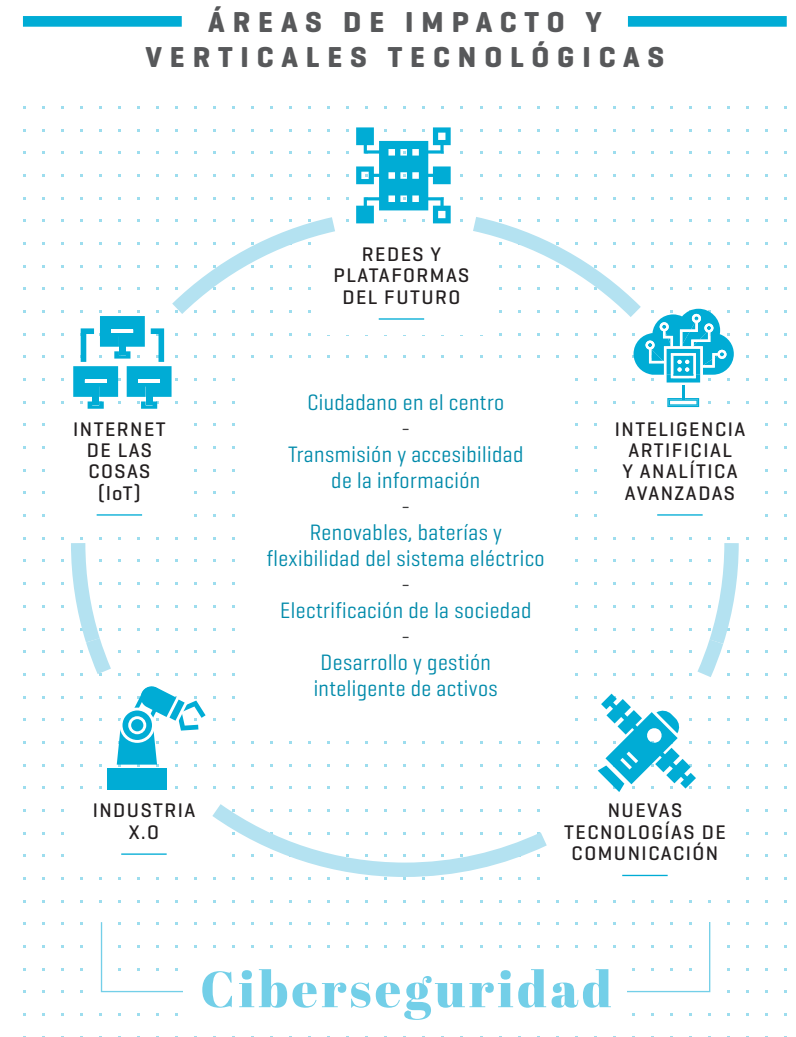 ÁREAS DE IMPACTO Y
VERTICALES TECNOLÓGICAS
REDES Y
PLATAFORMAS
DEL FUTURO
INTERNET
DE LAS
COSAS
(IoT)
INTELIGENCIA
ARTIFICIAL
Y ANALÍTICA
AVANZADAS
Ciudadano en el centro
-
Transmisión y accesibilidad
de la información
-
Renovables, baterías y
flexibilidad del sistema eléctrico
-
Electrificación de la sociedad
-
Desarrollo y gestión
inteligente de activos
INDUSTRIA
X.0
NUEVAS
TECNOLOGÍAS DE
COMUNICACIÓN
Ciberseguridad